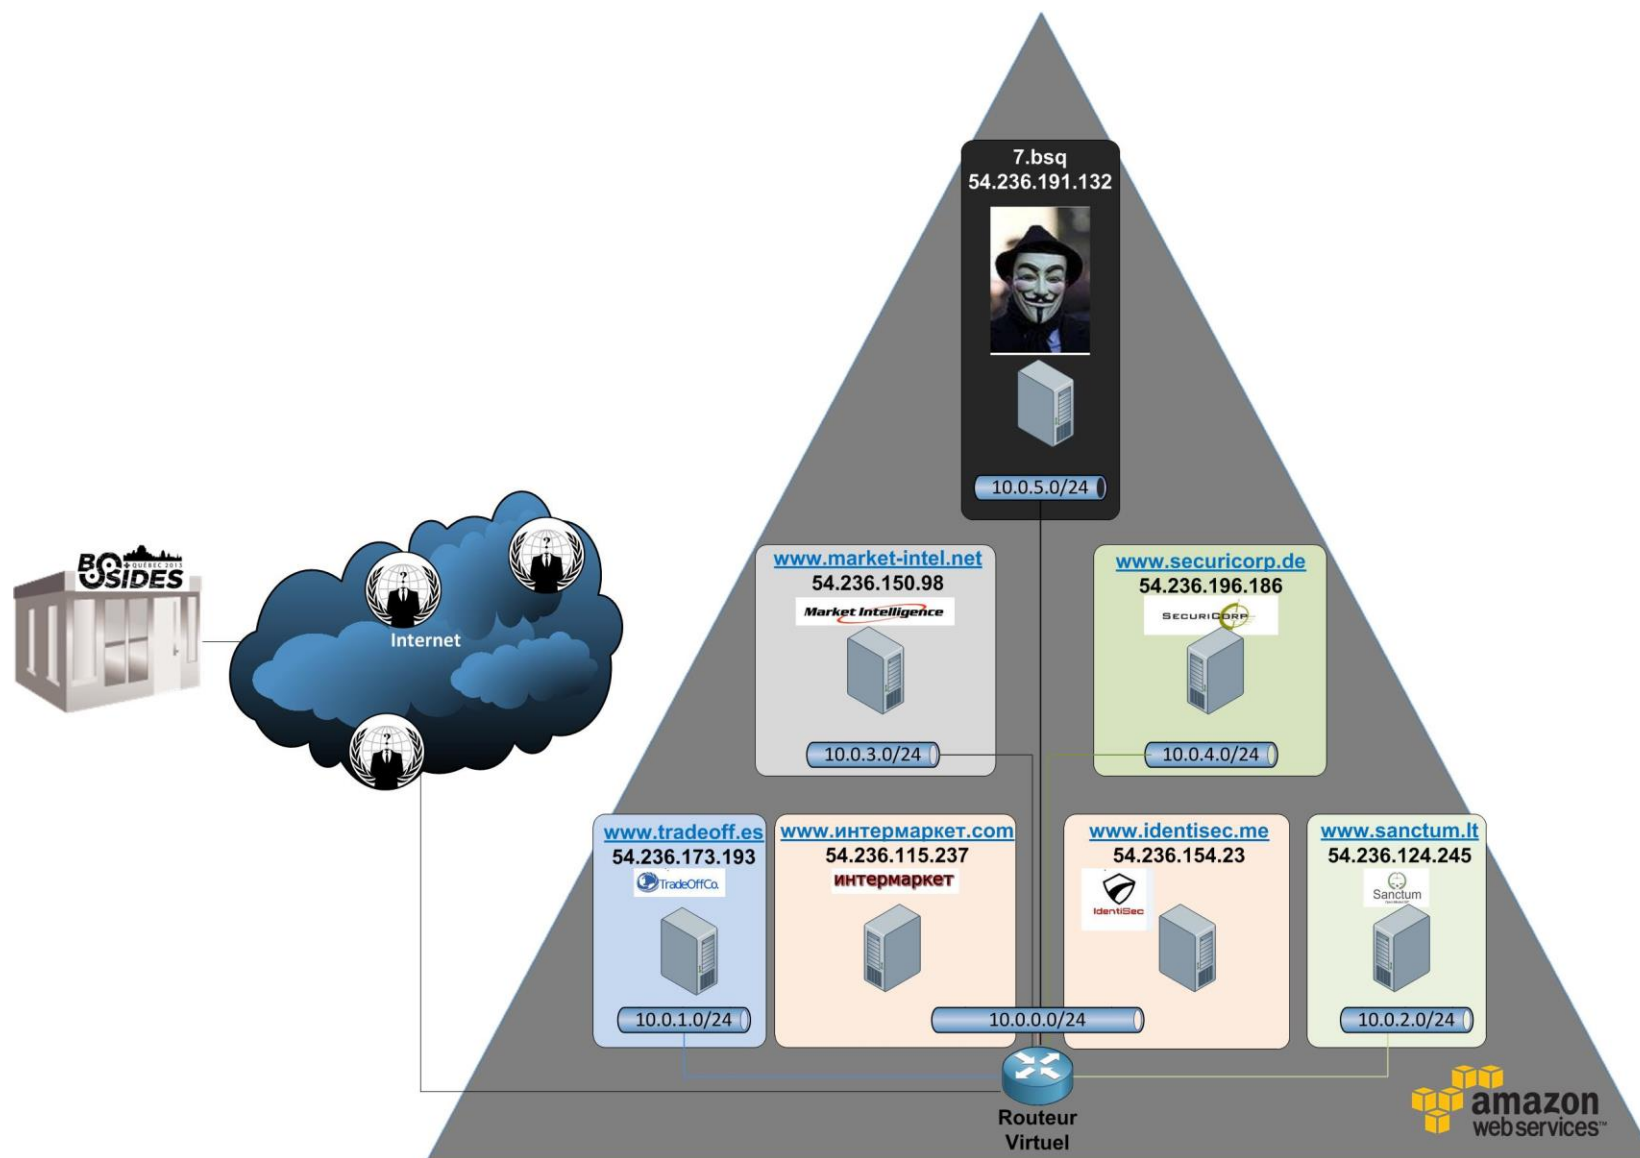 7.bsq
54.236.191.132
10.0.5.0/24
BSIDES
QUÉBEC 2013
?
?
?
Internet
www.market-intel.net
54.236.150.98
Market Intelligence
10.0.3.0/24
www.securicorp.de
54.236.196.186
SECURICORP
10.0.4.0/24
www.tradeoff.es
54.236.173.193
TradeOffCo.
10.0.1.0/24
www.интермаркет.com
54.236.115.237
интермаркет
10.0.0.0/24
www.identisec.me
54.236.154.23
IdentiSec
www.sanctum.lt
54.236.124.245
Sanctum
10.0.2.0/24
Routeur
Virtuel
amazon
web services™